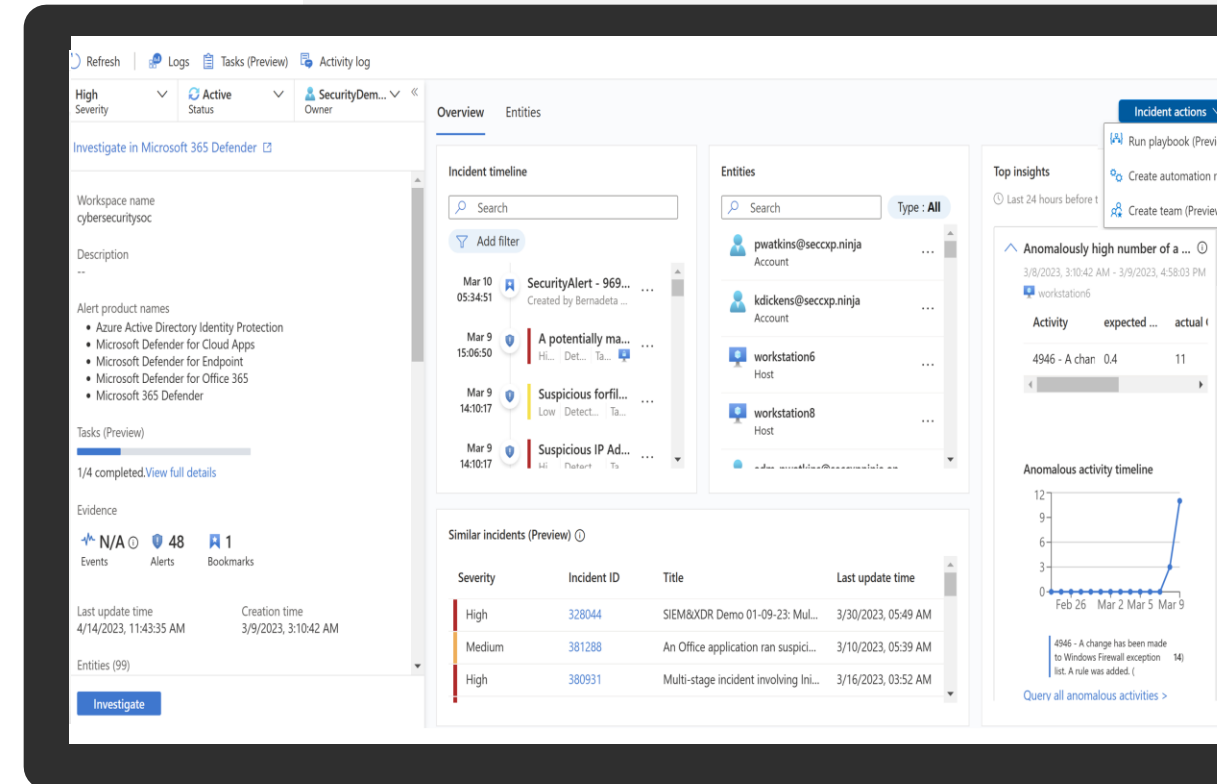 Refresh Logs Tasks (Preview) Activity log
High Active SecurityDem...
Severity Status Owner
Investigate in Microsoft 365 Defender
Workspace name
cybersecuritysoc
Description
--
Alert product names
• Azure Active Directory Identity Protection
• Microsoft Defender for Cloud Apps
• Microsoft Defender for Endpoint
• Microsoft Defender for Office 365
• Microsoft 365 Defender
Tasks (Preview)
1/4 completed.View full details
Evidence
N/A 48 1
Events Alerts Bookmarks
Last update time Creation time
4/14/2023, 11:43:35 AM 3/9/2023, 3:10:42 AM
Entities (99)
Investigate
Overview Entities
Incident timeline
Search
Add filter
Mar 10 SecurityAlert - 969... ...
05:34:51 Created by Bernadeta ...
Mar 9 A potentially ma... ...
15:06:50 Hi... Det... Ta...
Mar 9 Suspicious forfil... ...
14:10:17 Low Detect... Ta...
Mar 9 Suspicious IP Ad... ...
14:10:17 Hi Detect Ta
Entities
Search Type : All
pwatkins@seccxp.ninja ...
Account
kdickens@seccxp.ninja ...
Account
workstation6 ...
Host
workstation8 ...
Host
Similar incidents (Preview)
Severity Incident ID Title Last update time
High 328044 SIEM&XDR Demo 01-09-23: Mul... 3/30/2023, 05:49 AM
Medium 381288 An Office application ran suspici... 3/10/2023, 05:39 AM
High 380931 Multi-stage incident involving Ini... 3/16/2023, 03:52 AM
Incident actions
Run playbook (Previ
Create automation r
Create team (Preview
Top insights
Last 24 hours before t
Anomalously high number of a ...
3/8/2023, 3:10:42 AM - 3/9/2023, 4:58:03 PM
workstation6
Activity expected ... actual
4946 - A chan 0.4 11
Anomalous activity timeline
12
9
6
3
0
Feb 26 Mar 2 Mar 5 Mar 9
4946 - A change has been made
to Windows Firewall exception 14)
list. A rule was added. (
Query all anomalous activities >